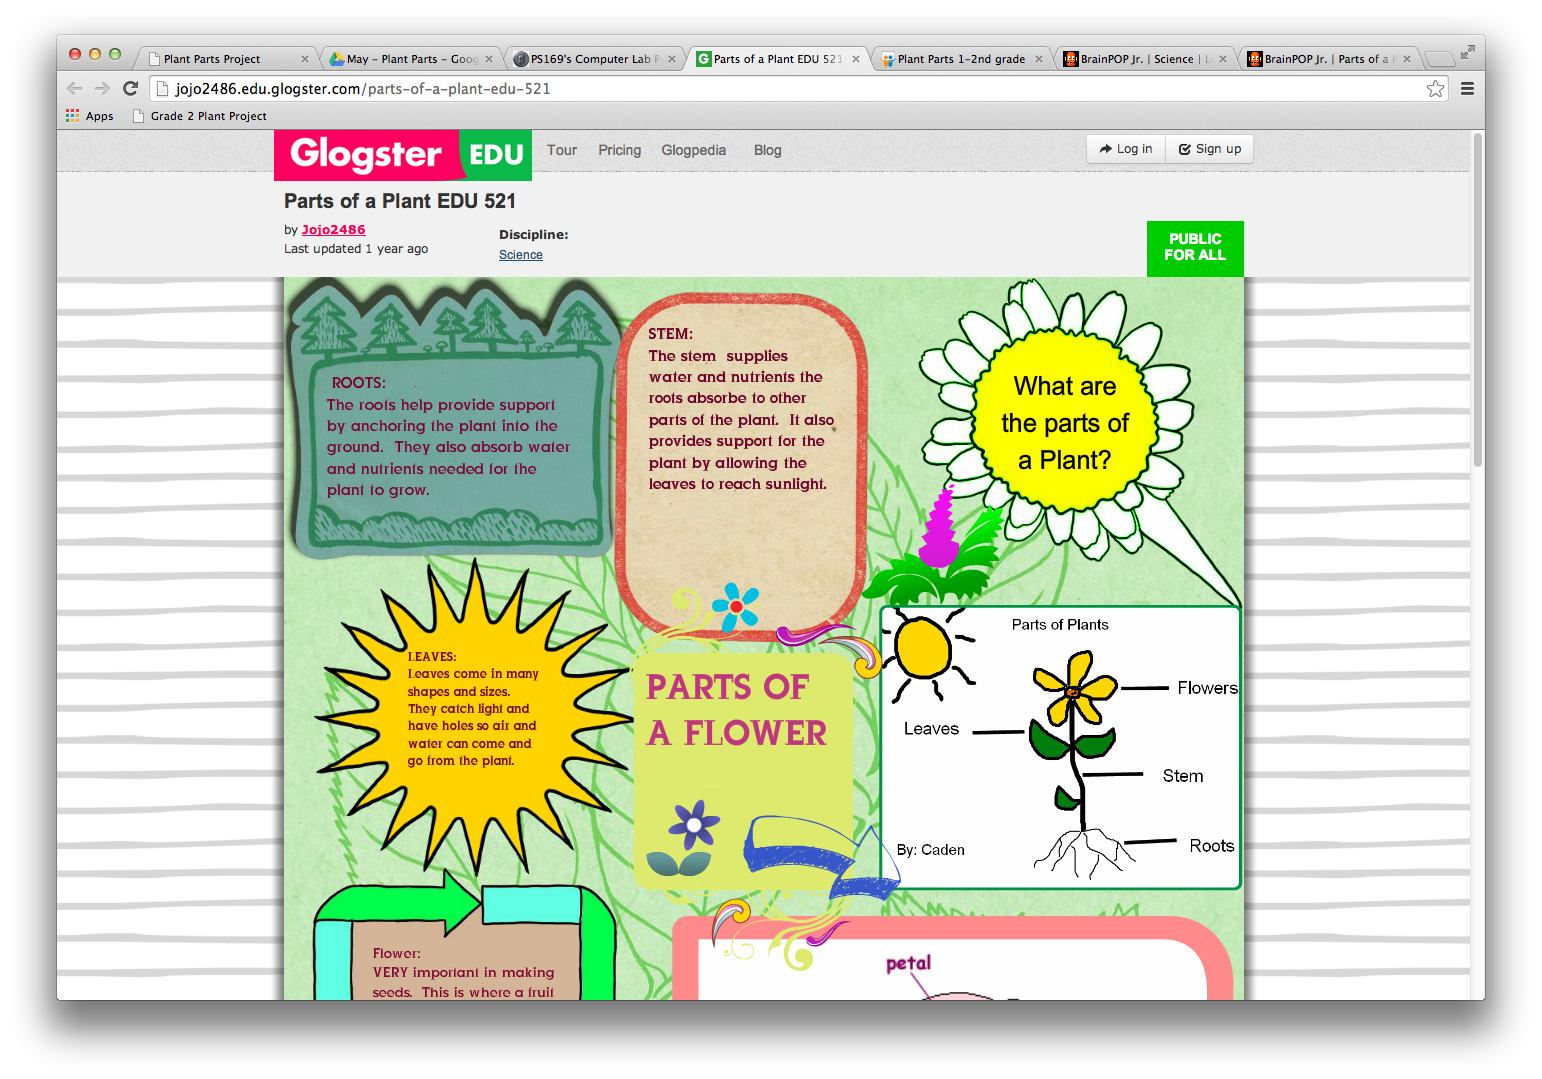 Plant Parts Project
May – Plant Parts – Goog
PS169's Computer Lab P
Parts of a Plant EDU 521
Plant Parts 1–2nd grade
BrainPOP Jr. | Science | L
BrainPOP Jr. | Parts of a P
jojo2486.edu.glogster.com/parts-of-a-plant-edu-521
Apps
Grade 2 Plant Project
Glogster EDU
Tour
Pricing
Glogpedia
Blog
Log in
Sign up
Parts of a Plant EDU 521
by Jojo2486
Last updated 1 year ago
Discipline:
Science
PUBLIC
FOR ALL
ROOTS:
The roots help provide support
by anchoring the plant into the
ground. They also absorb water
and nutrients needed for the
plant to grow.
STEM:
The stem supplies
water and nutrients the
roots absorbe to other
parts of the plant. It also
provides support for the
plant by allowing the
leaves to reach sunlight.
What are
the parts of
a Plant?
LEAVES:
Leaves come in many
shapes and sizes.
They catch light and
have holes so air and
water can come and
go from the plant.
PARTS OF
A FLOWER
Parts of Plants
Flowers
Leaves
Stem
Roots
By: Caden
Flower:
VERY important in making
seeds. This is where a fruit
petal